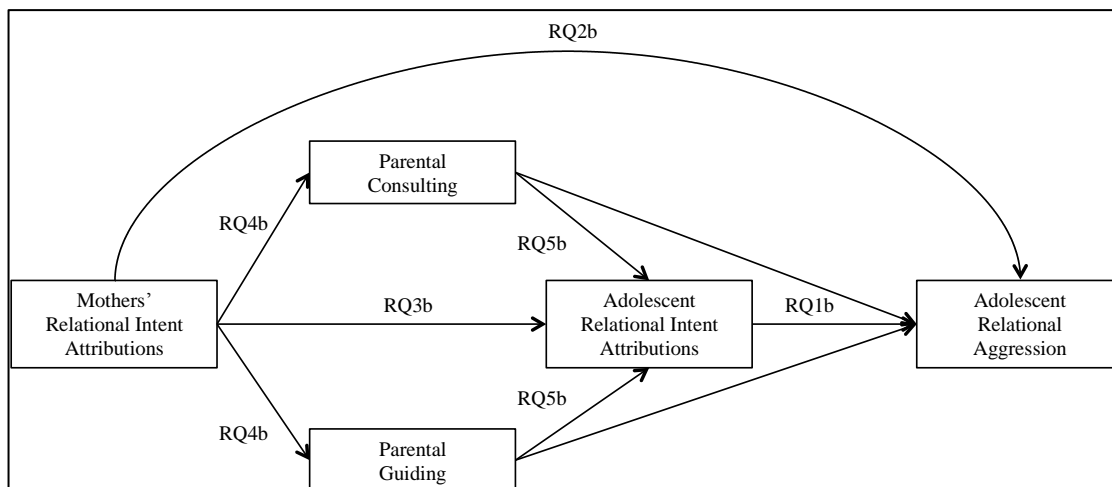 RQ2b
Parental
Consulting
RQ4b
RQ5b
Mothers’
Relational Intent
Attributions
RQ3b
Adolescent
Relational Intent
Attributions
RQ1b
Adolescent
Relational
Aggression
RQ5b
RQ4b
Parental
Guiding